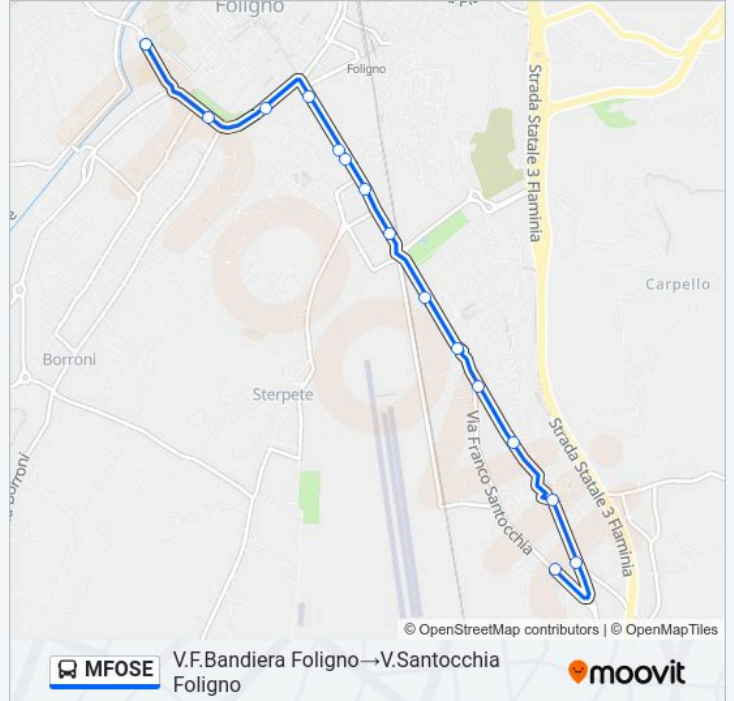 Foligno
Foligno
Strada Statale 3 Flaminia
Carpello
Borroni
Sterpete
Via Franco Santocchia
Strada Statale 3 Flaminia
Borroni
© OpenStreetMap contributors | © OpenMapTiles
MFOSE
V.F.Bandiera Foligno→V.Santocchia
Foligno
moovit